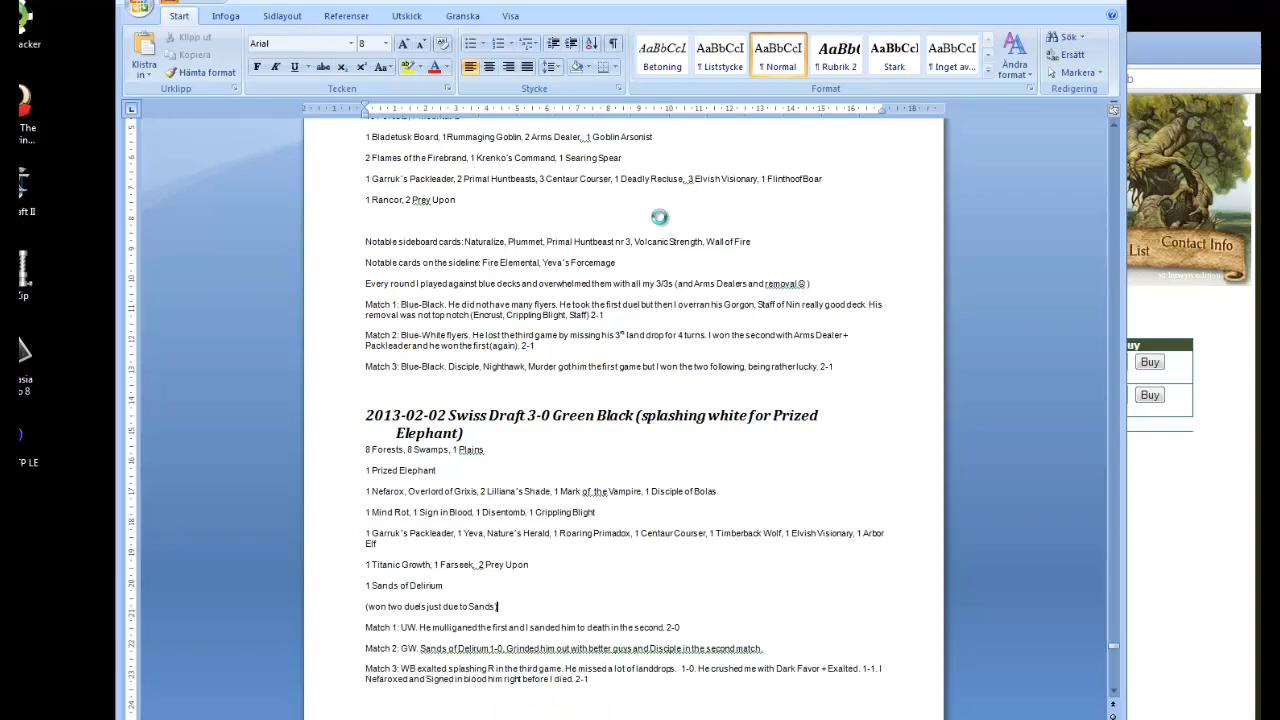 acker
Start Infoga Sidlayout Referenser Utskick Granska Visa
Klistra in
Klipp ut
Kopiera
Hämta format
Urklipp
Arial 8
Tecken
Stycke
AaBbCcI AaBbCcI AaBbCcI AaBbC AaBbCcI AaBbCcI
Betoning ¶ Liststycke ¶ Normal ¶ Rubrik 2 Stark ¶ Inget av...
Ändra format
Format
Sök
Ersätt
Markera
Redigering
The
in...
aft II
Zip
asia
o 8
TP LE
1 Bladetusk Board, 1Rummaging Goblin, 2 Arms Dealer, 1 Goblin Arsonist
2 Flames of the Firebrand, 1 Krenko´s Command, 1 Searing Spear
1 Garruk´s Packleader, 2 Primal Huntbeasts, 3 Centaur Courser, 1 Deadly Recluse, 3 Elvish Visionary, 1 Flinthoof Boar
1 Rancor, 2 Prey Upon
Notable sideboard cards: Naturalize, Plummet, Primal Huntbeast nr 3, Volcanic Strength, Wall of Fire
Notable cards on the sideline: Fire Elemental, Yeva´s Forcemage
Every round I played against blue decks and overwhelmed them with all my 3/3s (and Arms Dealers and removal☺)
Match 1: Blue-Black. He did not have many flyers. He took the first duel but then I overran his Gorgon, Staff of Nin really good deck. His
removal was not top notch (Encrust, Crippling Blight, Staff) 2-1
Match 2: Blue-White flyers. He lost the third game by missing his 3rd land drop for 4 turns. I won the second with Arms Dealer +
Packleader and he won the first (again). 2-1
Match 3: Blue-Black. Disciple, Nighthawk, Murder got him the first game but I won the two following, being rather lucky. 2-1
2013-02-02 Swiss Draft 3-0 Green Black (splashing white for Prized
Elephant)
8 Forests, 8 Swamps, 1 Plains
1 Prized Elephant
1 Nefarox, Overlord of Grixis, 2 Lilliana´s Shade, 1 Mark of the Vampire, 1 Disciple of Bolas
1 Mind Rot, 1 Sign in Blood, 1 Disentomb, 1 Crippling Blight
1 Garruk´s Packleader, 1 Yeva, Nature´s Herald, 1 Roaring Primadox, 1 Centaur Courser, 1 Timberback Wolf, 1 Elvish Visionary, 1 Arbor
Elf
1 Titanic Growth, 1 Farseek, 2 Prey Upon
1 Sands of Delirium
(won two duels just due to Sands)
Match 1: UW. He mulliganed the first and I sanded him to death in the second. 2-0
Match 2: GW. Sands of Delirum 1-0. Grinded him out with better guys and Disciple in the second match.
Match 3: WB exalted splashing R in the third game. He missed a lot of landdrops. 1-0. He crushed me with Dark Favor + Exalted. 1-1. I
Nefaroxed and Signed in blood him right before I died. 2-1
List Contact Info
uy
Buy
Buy